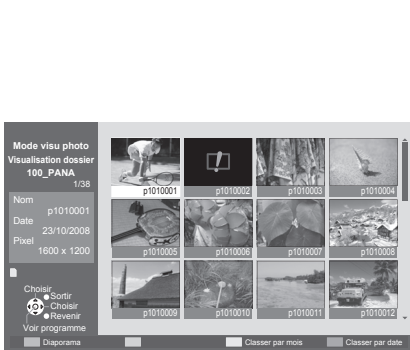 Mode visu photo
Visualisation dossier
100_PANA
1/38
Nom
p1010001
Date
23/10/2008
Pixel
1600 x 1200
Choisir
Sortir
Choisir
Revenir
Voir programme
p1010001 p1010002 p1010003 p1010004
p1010005 p1010006 p1010007 p1010008
p1010009 p1010010 p1010011 p1010012
Diaporama Classer par mois Classer par date